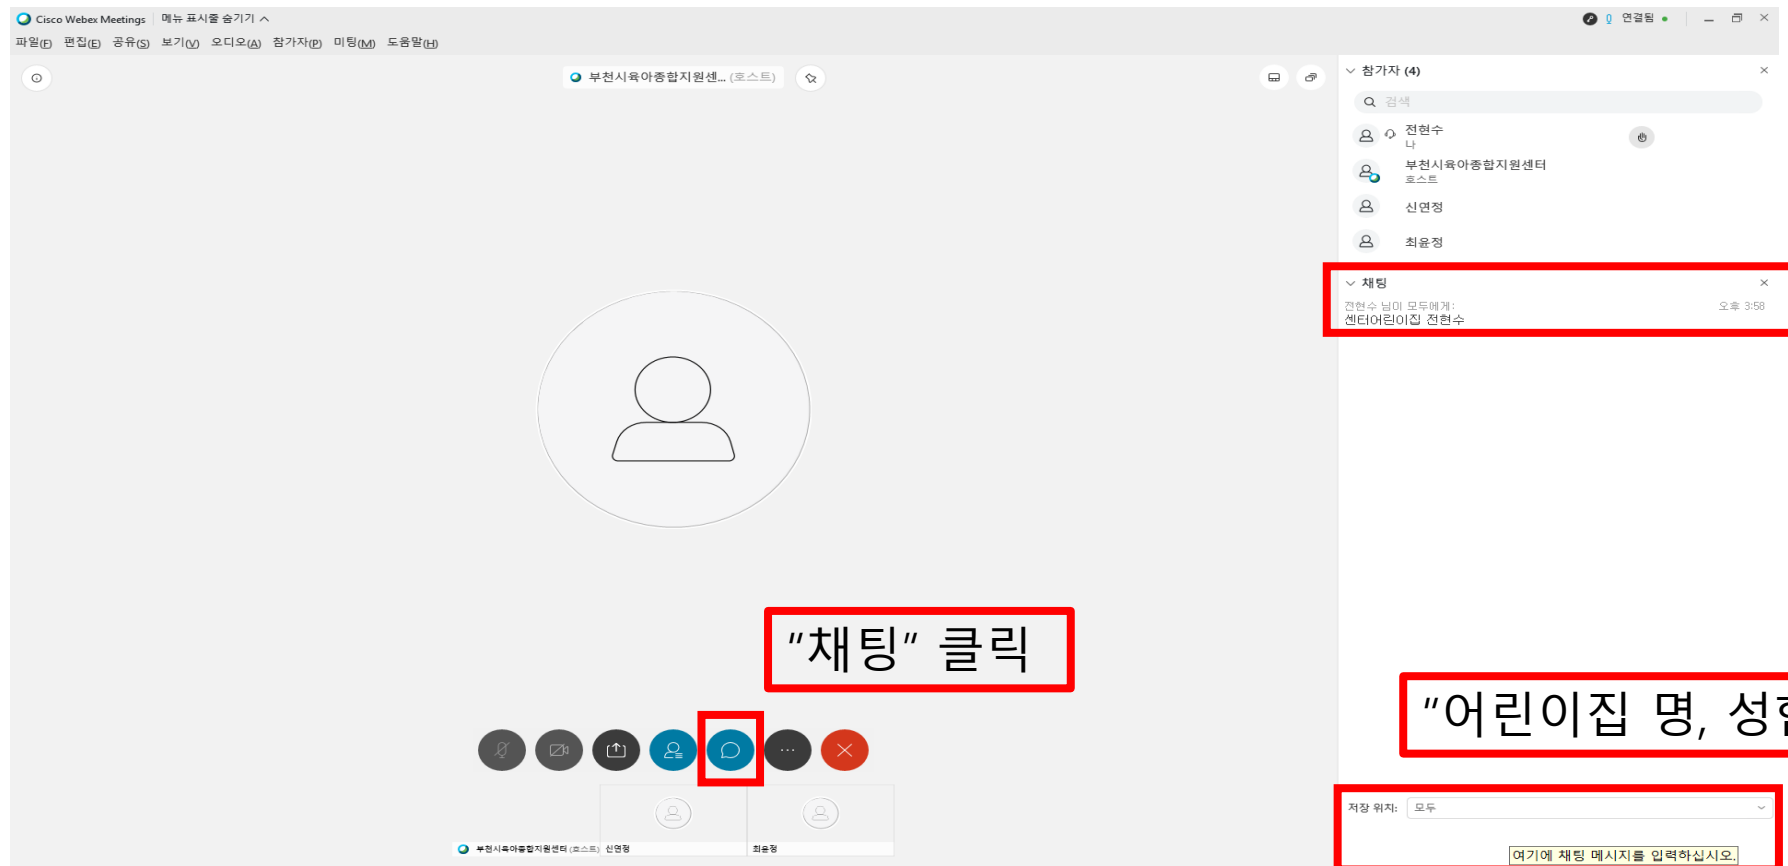 Cisco Webex Meetings 메뉴 표시줄 숨기기
연결됨
파일(F) 편집(E) 공유(S) 보기(V) 오디오(A) 참가자(P) 미팅(M) 도움말(H)
부천시육아종합지원센... (호스트)
참가자 (4)
검색
전현수
나
부천시육아종합지원센터
호스트
신연정
최윤정
채팅
전현수 님이 모두에게: 오후 3:58
센터어린이집 전현수
"채팅" 클릭
"어린이집 명,
저장 위치: 모두
여기에 채팅 메시지를 입력하십시오.
부천시육아종합지원센터 (호스트) 신연정 최윤정